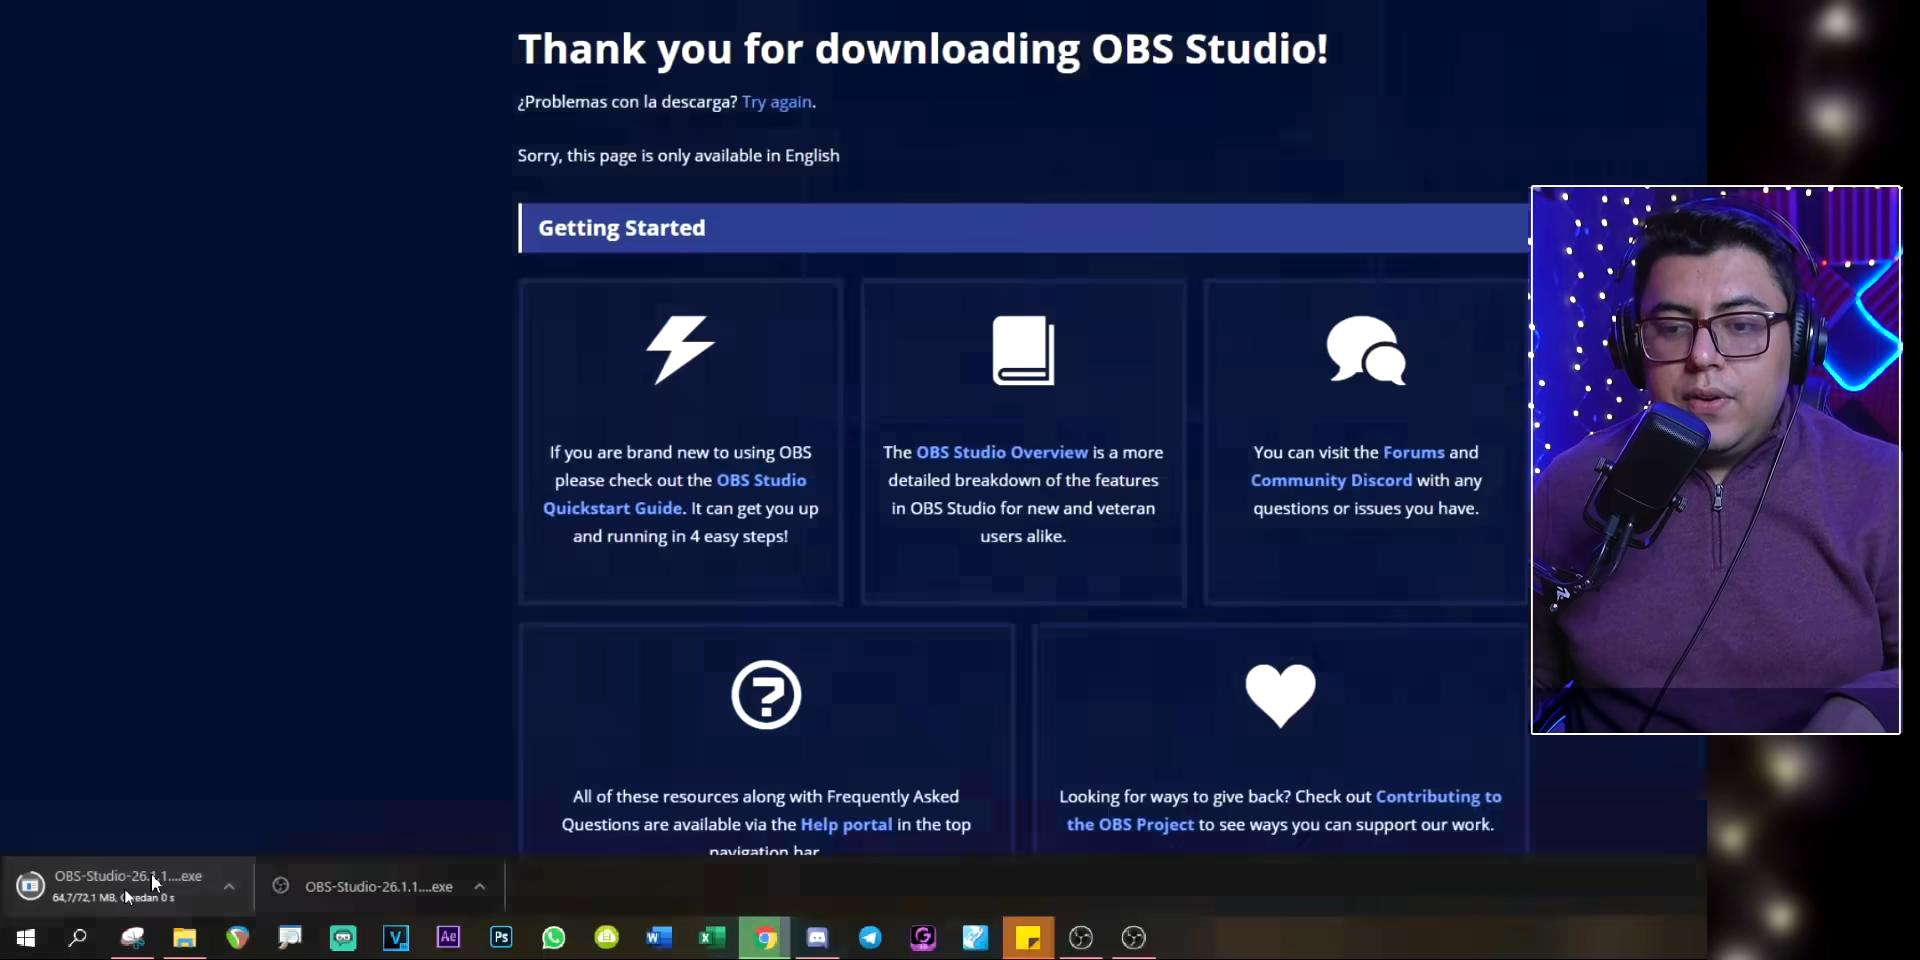 Thank you for downloading OBS Studio!
¿Problemas con la descarga? Try again.
Sorry, this page is only available in English
Getting Started
If you are brand new to using OBS
please check out the OBS Studio
Quickstart Guide. It can get you up
and running in 4 easy steps!
The OBS Studio Overview is a more
detailed breakdown of the features
in OBS Studio for new and veteran
users alike.
You can visit the Forums and
Community Discord with any
questions or issues you have.
All of these resources along with Frequently Asked
Questions are available via the Help portal in the top
navigation bar
Looking for ways to give back? Check out Contributing to
the OBS Project to see ways you can support our work.
OBS-Studio-26.1.1....exe
64,7/72,1 MB, 0 s
OBS-Studio-26.1.1....exe
V
Ae
Ps